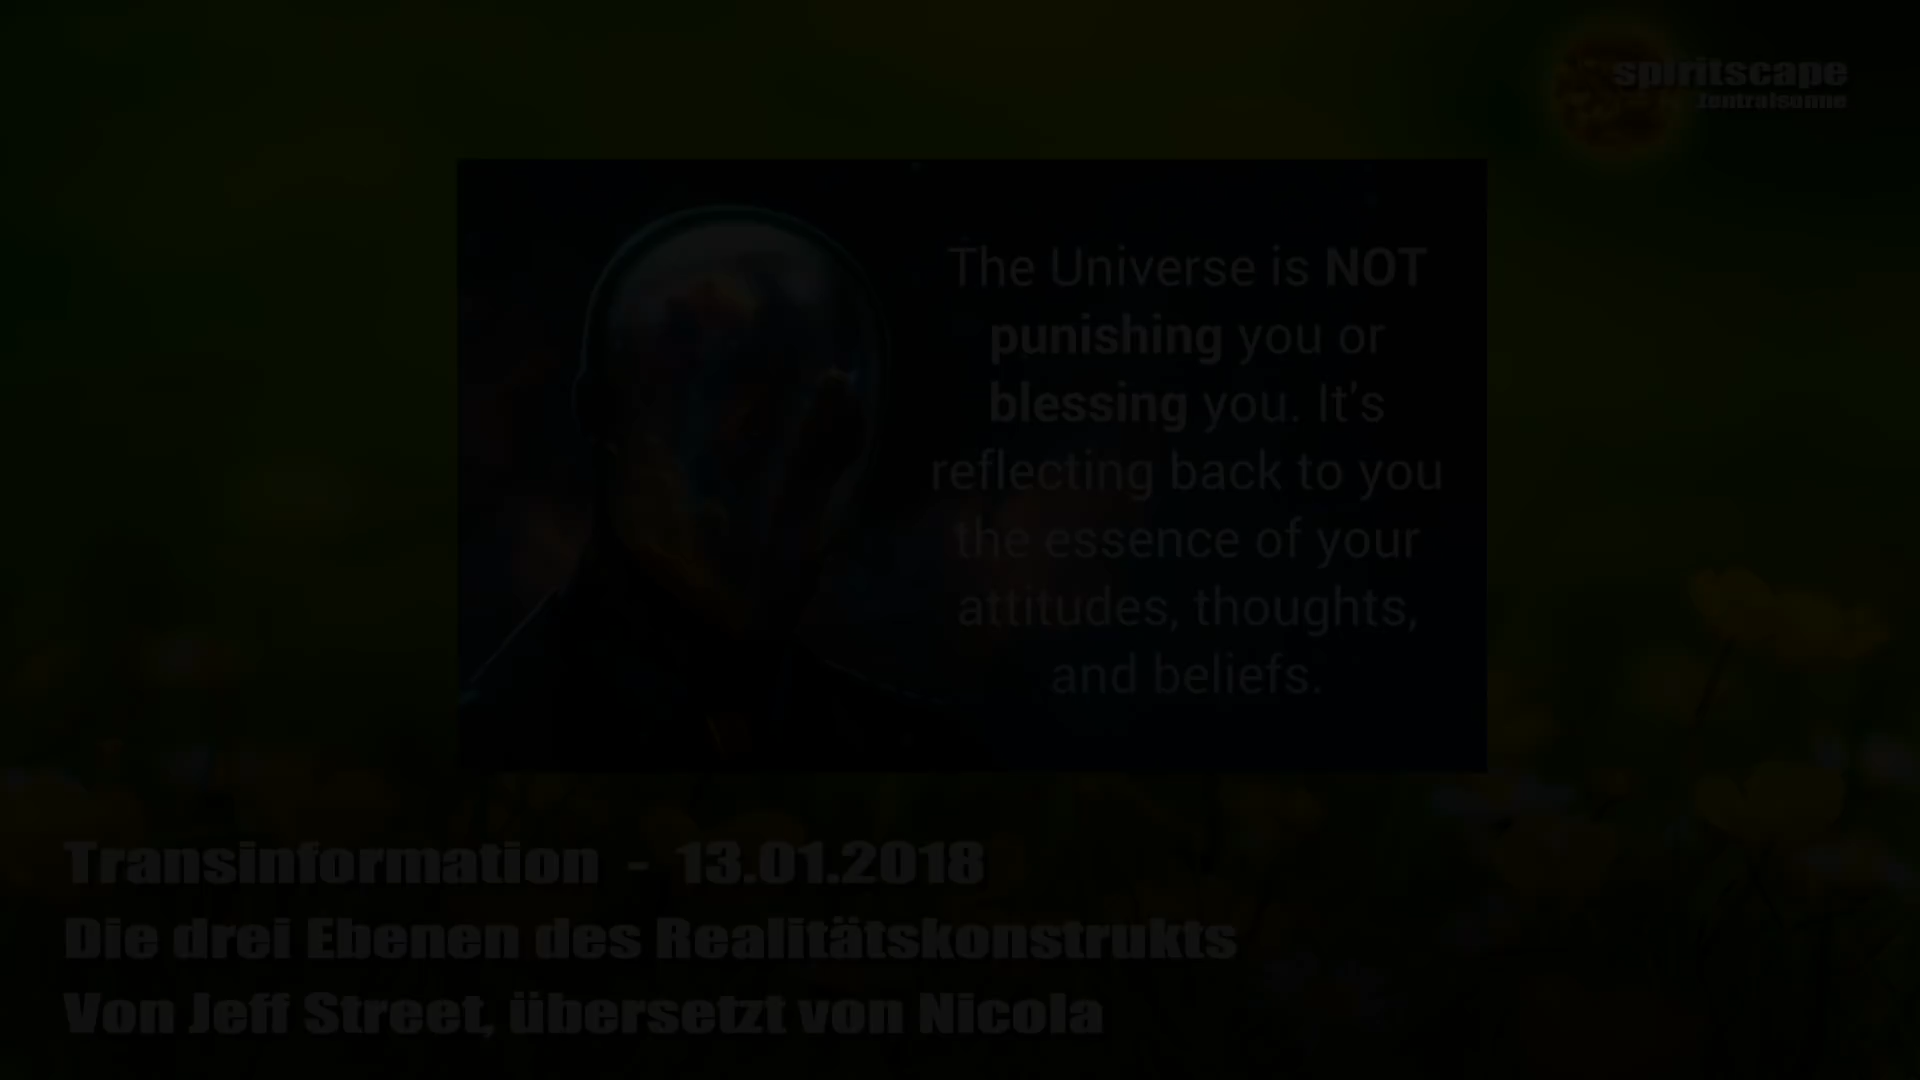 spiritscape
Zentralsonne
The Universe is NOT
punishing you or
blessing you. It's
reflecting back to you
the essence of your
attitudes, thoughts,
and beliefs.
Transinformation - 13.01.2018
Die drei Ebenen des Realitätskonstrukts
Von Jeff Street, übersetzt von Nicola